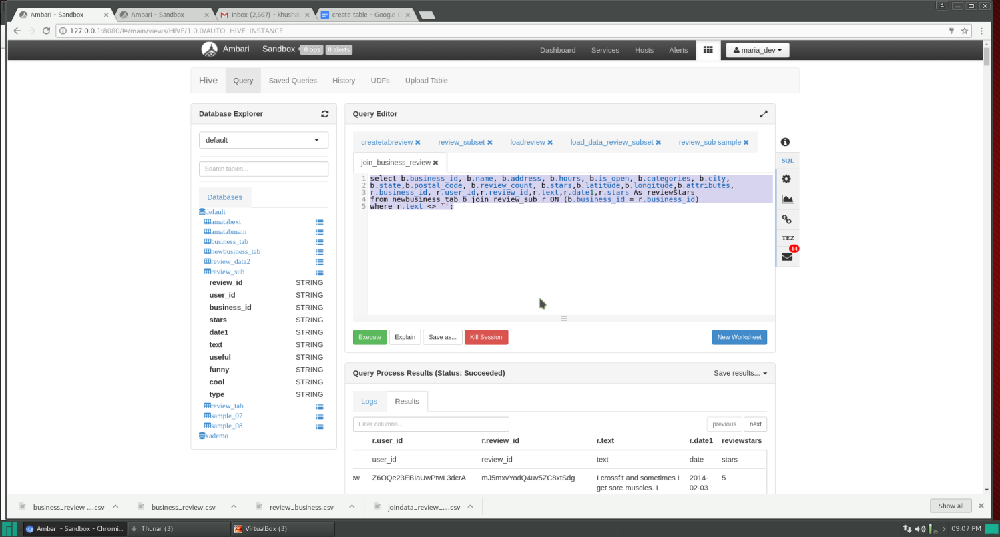 Ambari - Sandbox
Ambari - Sandbox
Inbox (2,667) - khushal
create table - Google D
127.0.0.1:8080/#/main/views/HIVE/1.0.0/AUTO_HIVE_INSTANCE
Ambari Sandbox 0 ops 0 alerts Dashboard Services Hosts Alerts maria_dev
Hive Query Saved Queries History UDFs Upload Table
Database Explorer
default
Search tables...
Databases
default
amatabext
amatabmain
business_tab
newbusiness_tab
review_data2
review_sub
review_id STRING
user_id STRING
business_id STRING
stars STRING
date1 STRING
text STRING
useful STRING
funny STRING
cool STRING
type STRING
review_tab
sample_07
sample_08
xademo
Query Editor
createtabreview review_subset loadreview load_data_review_subset review_sub sample
join_business_review
1 select b.business_id, b.name, b.address, b.hours, b.is_open, b.categories, b.city,
2 b.state,b.postal_code, b.review_count, b.stars,b.latitude,b.longitude,b.attributes,
3 r.business_id, r.user_id,r.review_id,r.text,r.date1,r.stars As reviewStars
4 from newbusiness_tab b join review_sub r ON (b.business_id = r.business_id)
5 where r.text <> '';
SQL
TEZ
14
Execute Explain Save as... Kill Session New Worksheet
Query Process Results (Status: Succeeded) Save results...
Logs Results
Filter columns... previous next
r.user_id r.review_id r.text r.date1 reviewstars
user_id review_id text date stars
Z6OQe23EBIaUwPtwL3dcrA mJ5mxvYodQ4uv5ZC8xtSdg I crossfit and sometimes I 2014- 5
get sore muscles. I 02-03
business_review ....csv business_review.csv review_business.csv joindata_review_....csv Show all
Ambari - Sandbox - Chromi... Thunar (3) VirtualBox (3) 09:07 PM